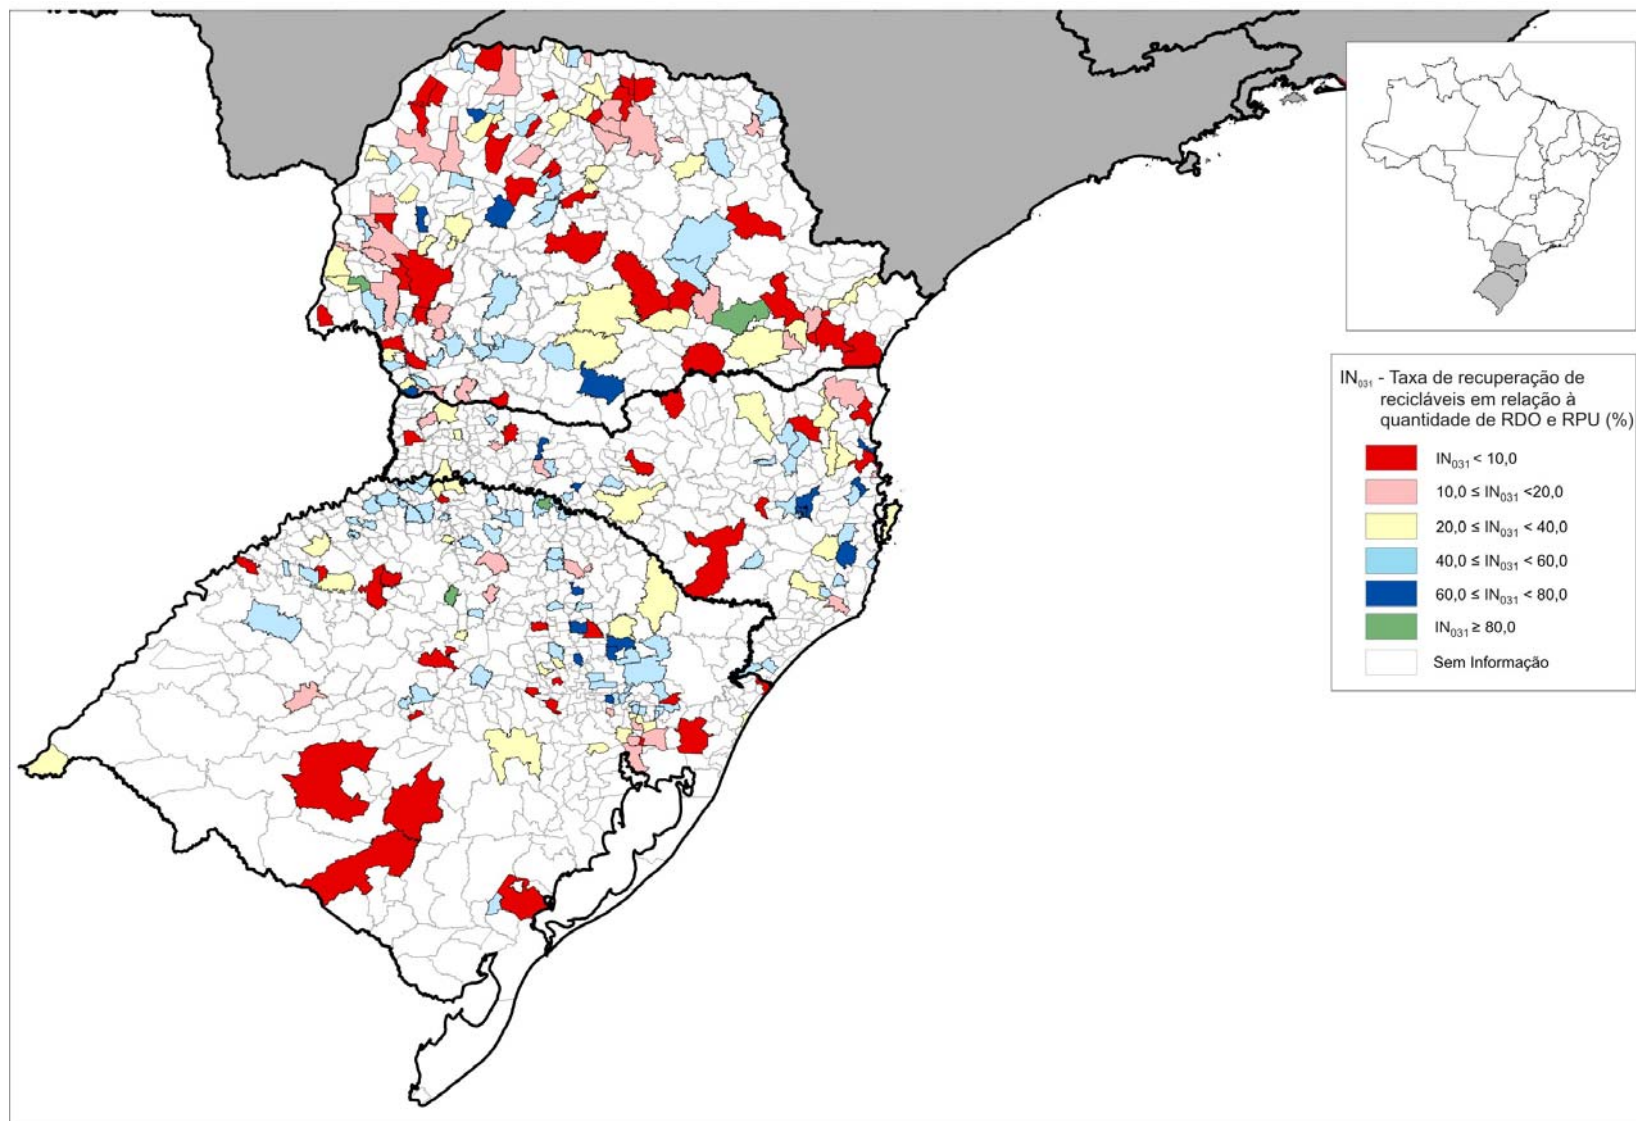 IN₀₃₁ - Taxa de recuperação de
recicláveis em relação à
quantidade de RDO e RPU (%)
IN₀₃₁ < 10,0
10,0 ≤ IN₀₃₁ <20,0
20,0 ≤ IN₀₃₁ < 40,0
40,0 ≤ IN₀₃₁ < 60,0
60,0 ≤ IN₀₃₁ < 80,0
IN₀₃₁ ≥ 80,0
Sem Informação